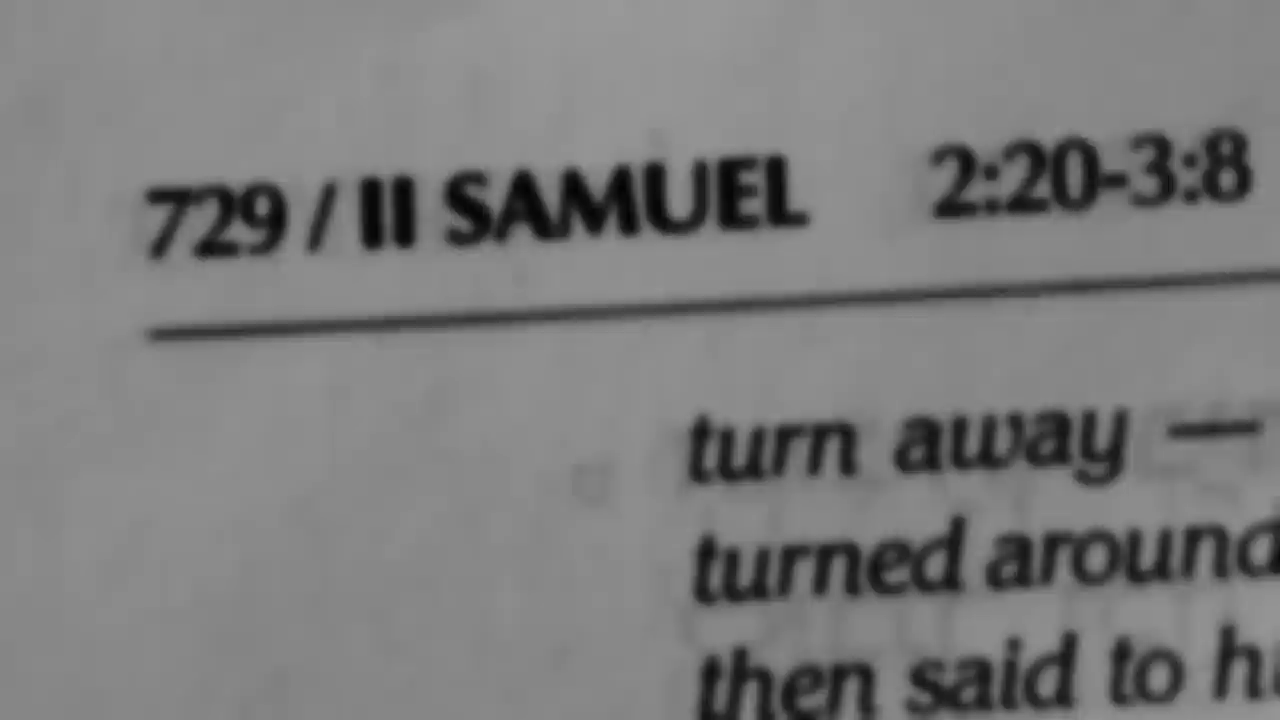 729 / II SAMUEL 2:20-3:8
turn away —
turned around
then said to